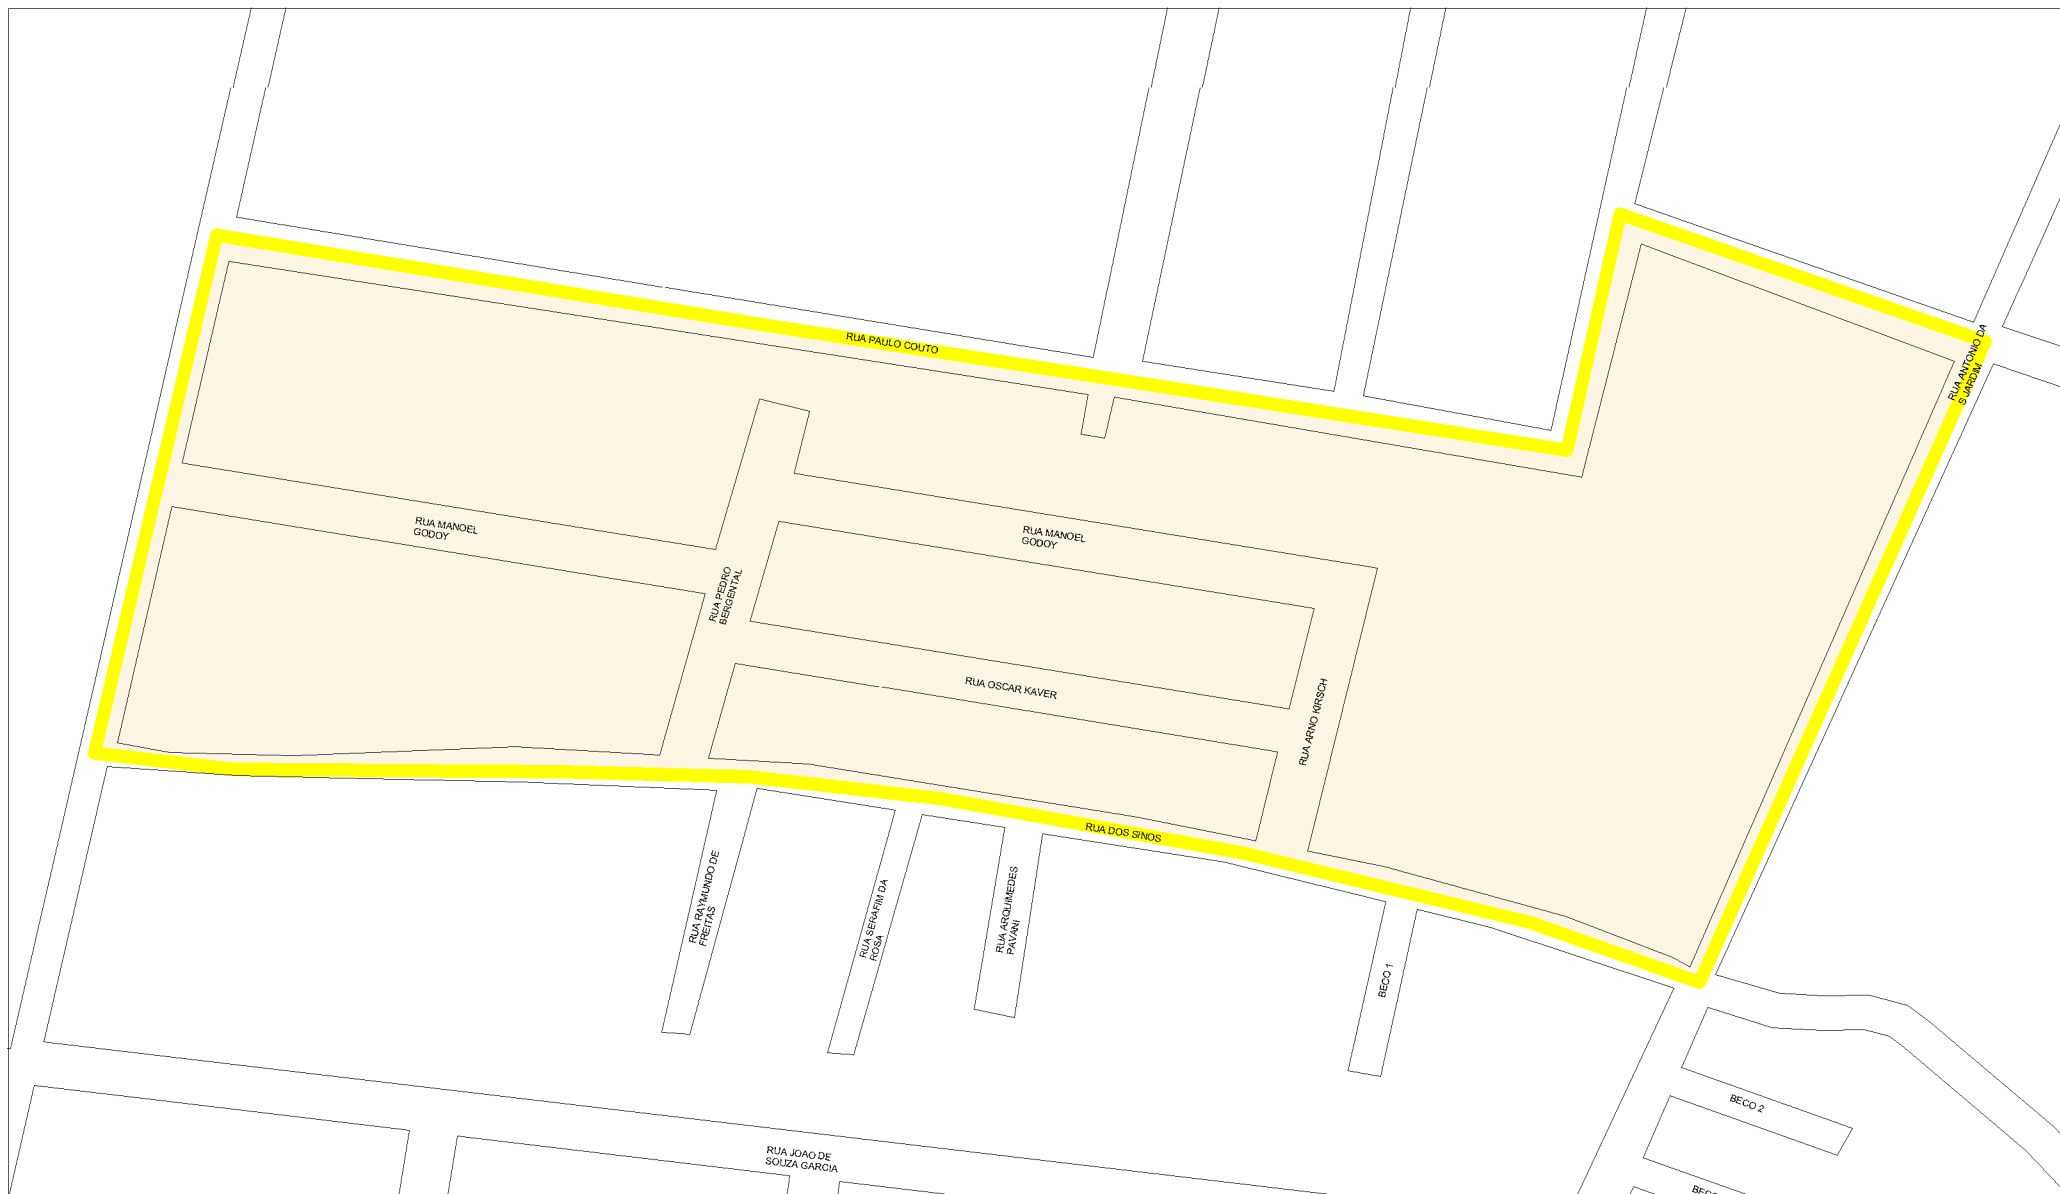 RUA PAULO COUTO
RUA ANTONIO DA
S JARDIM
RUA MANOEL
GODOY
RUA MANOEL
GODOY
RUA PEDRO
BERGENTAL
RUA OSCAR KAVER
RUA ARNO KIRSCH
RUA DOS SINOS
RUA RAYMUNDO DE
FREITAS
RUA SERAFIM DA
ROSA
RUA ARQUIMEDES
PAVANI
BECO 1
BECO 2
RUA JOAO DE
SOUZA GARCIA